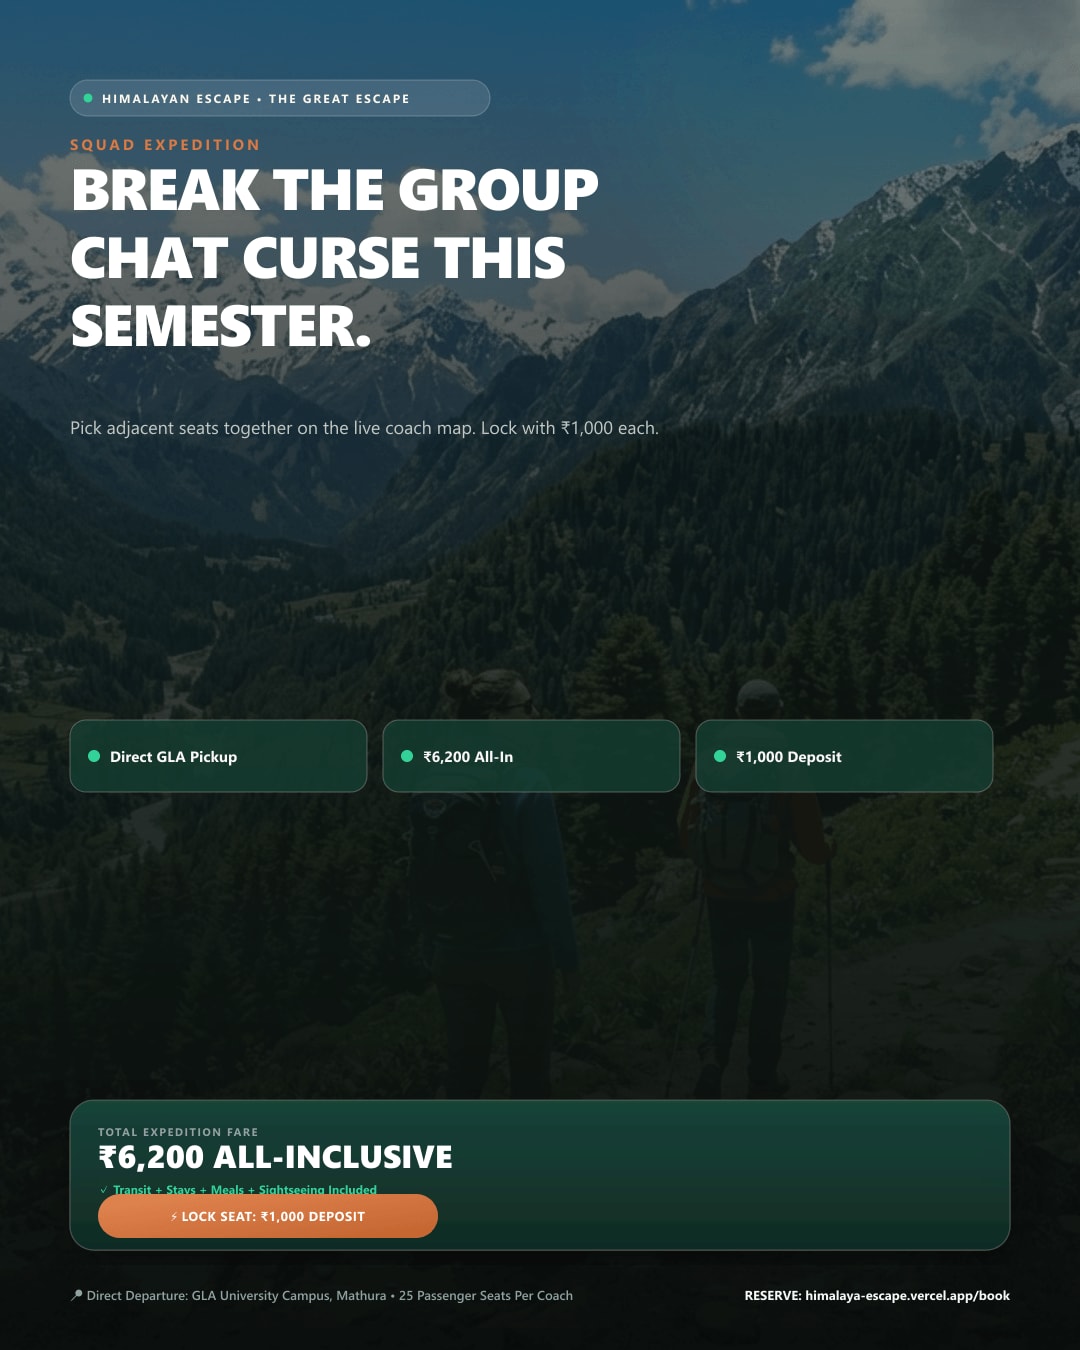 HIMALAYAN ESCAPE • THE GREAT ESCAPE
SQUAD EXPEDITION
BREAK THE GROUP
CHAT CURSE THIS
SEMESTER.
Pick adjacent seats together on the live coach map. Lock with ₹1,000 each.
Direct GLA Pickup
₹6,200 All-In
₹1,000 Deposit
TOTAL EXPEDITION FARE
₹6,200 ALL-INCLUSIVE
✓ Transit + Stays + Meals + Sightseeing Included
⚡ LOCK SEAT: ₹1,000 DEPOSIT
📍 Direct Departure: GLA University Campus, Mathura • 25 Passenger Seats Per Coach
RESERVE: himalaya-escape.vercel.app/book